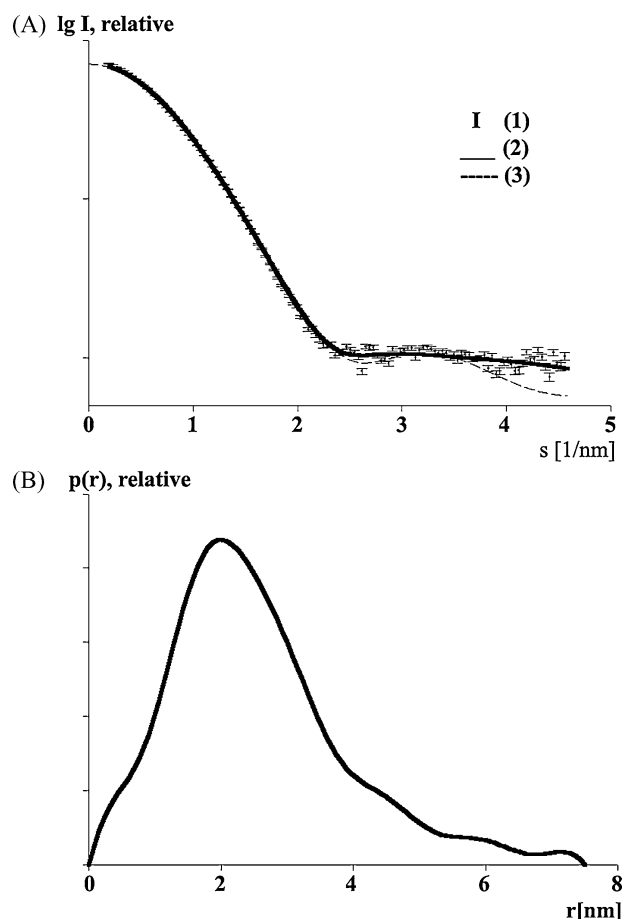 (A) lg I, relative
I (1)
(2)
(3)
0 1 2 3 4 5
s [1/nm]
(B) p(r), relative
0 2 4 6 8
r[nm]